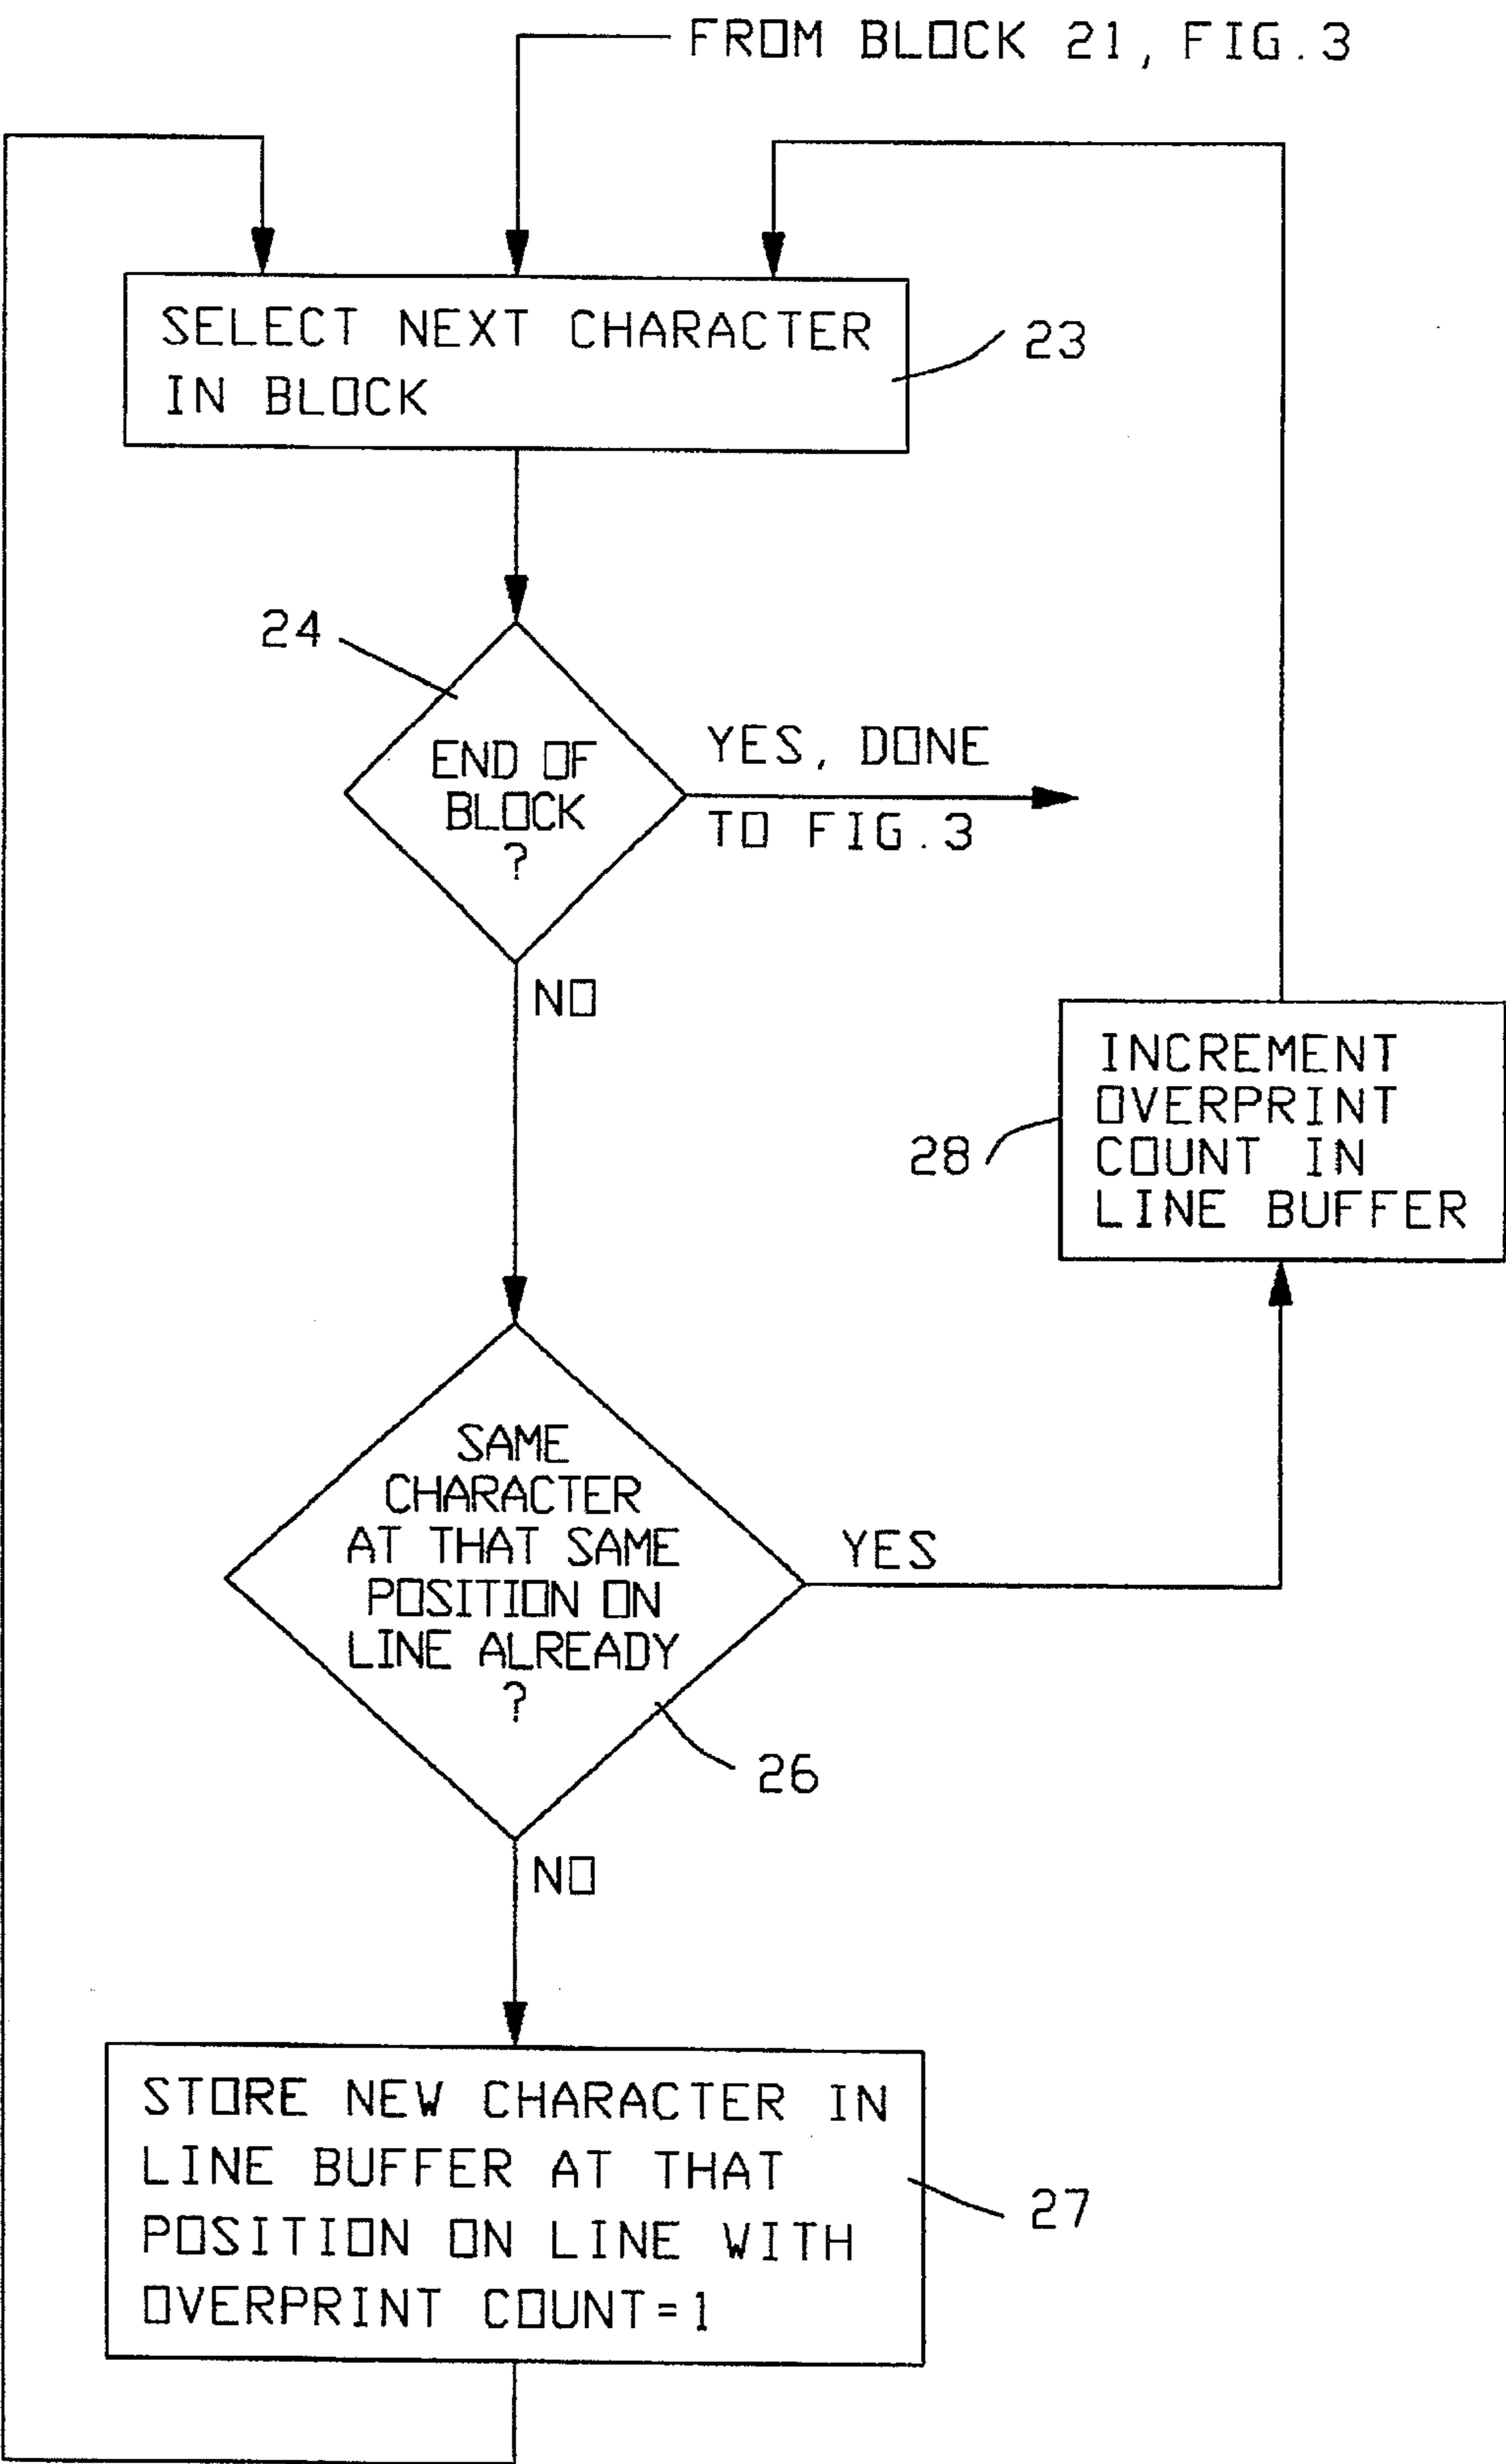 FROM BLOCK 21, FIG.3
SELECT NEXT CHARACTER
IN BLOCK
23
24
END OF
BLOCK
?
YES, DONE
TO FIG.3
NO
INCREMENT
OVERPRINT
COUNT IN
LINE BUFFER
28
SAME
CHARACTER
AT THAT SAME
POSITION ON
LINE ALREADY
?
YES
26
NO
STORE NEW CHARACTER IN
LINE BUFFER AT THAT
POSITION ON LINE WITH
OVERPRINT COUNT=1
27